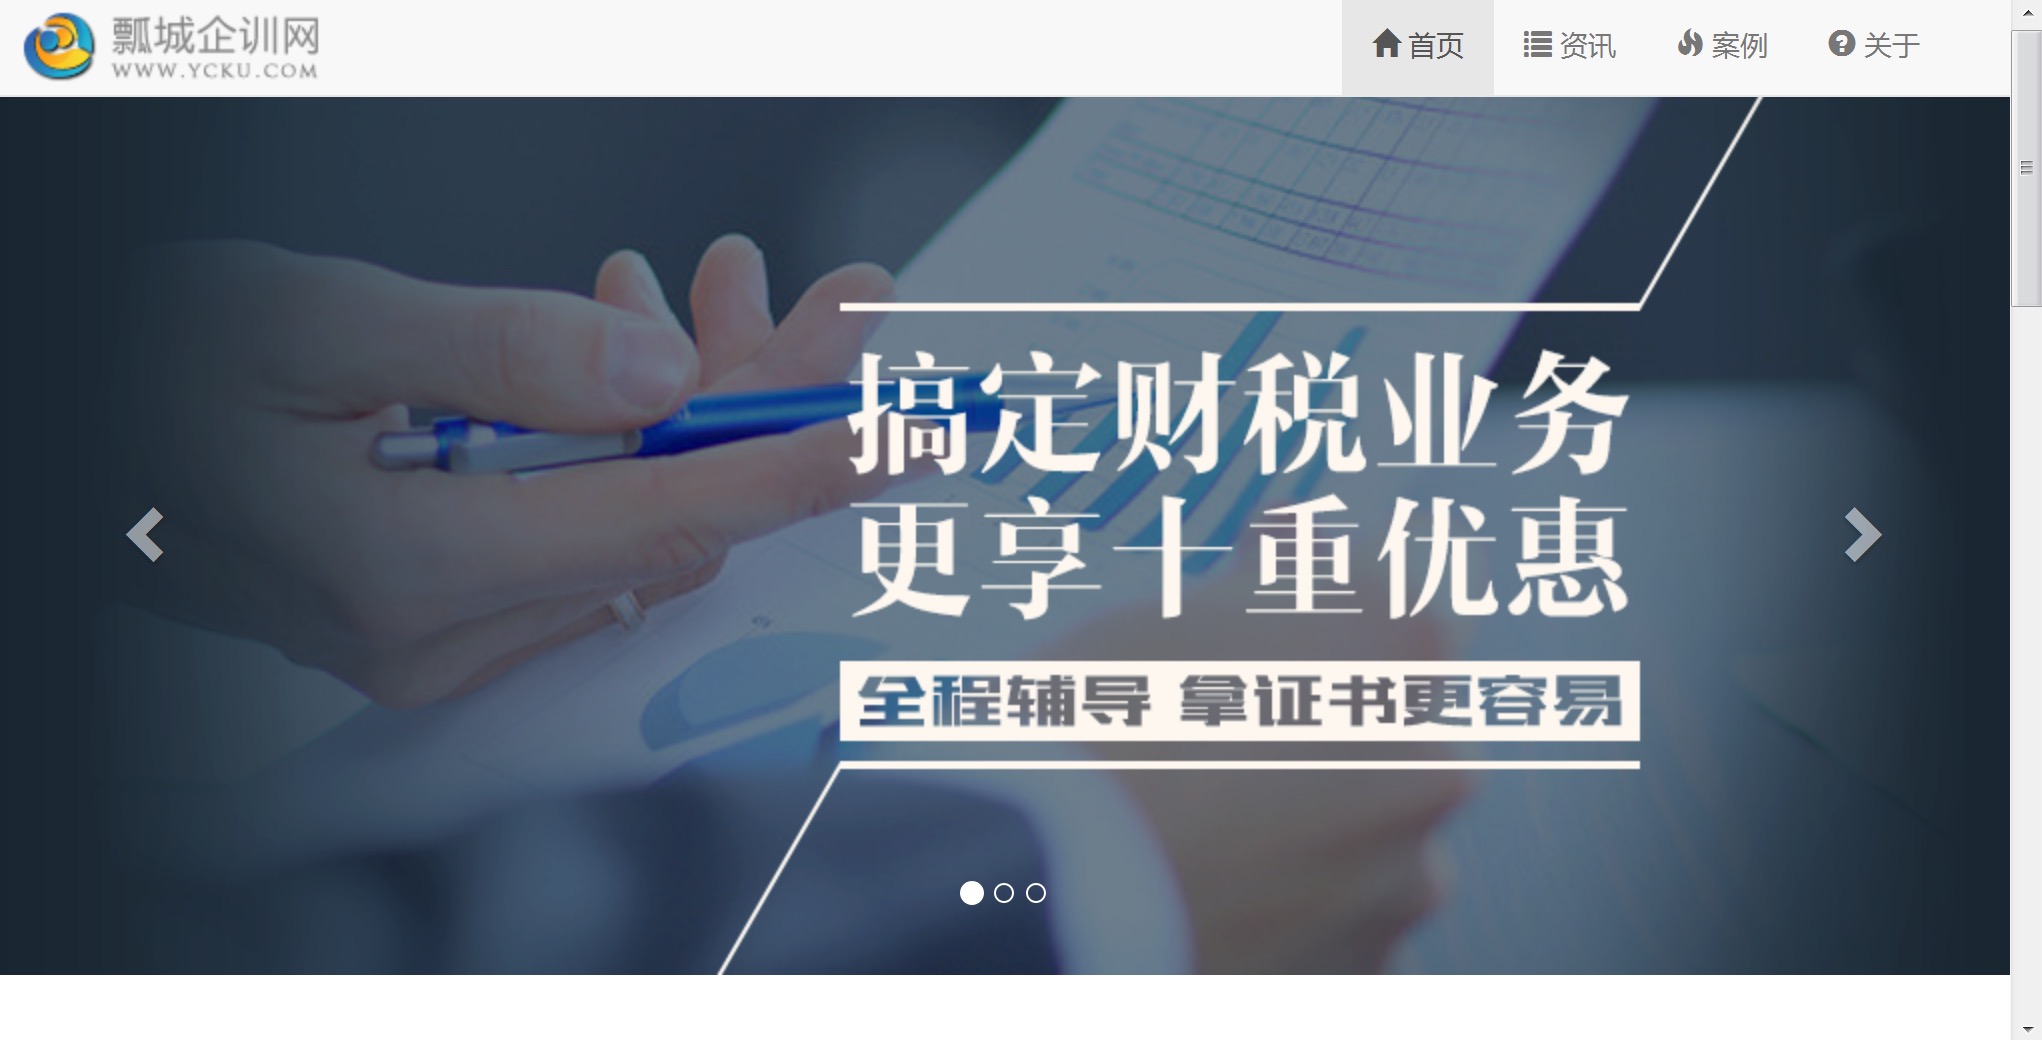 瓢城企训网
WWW.YCKU.COM
首页
资讯
案例
关于
搞定财税业务
更享十重优惠
全程辅导 拿证书更容易